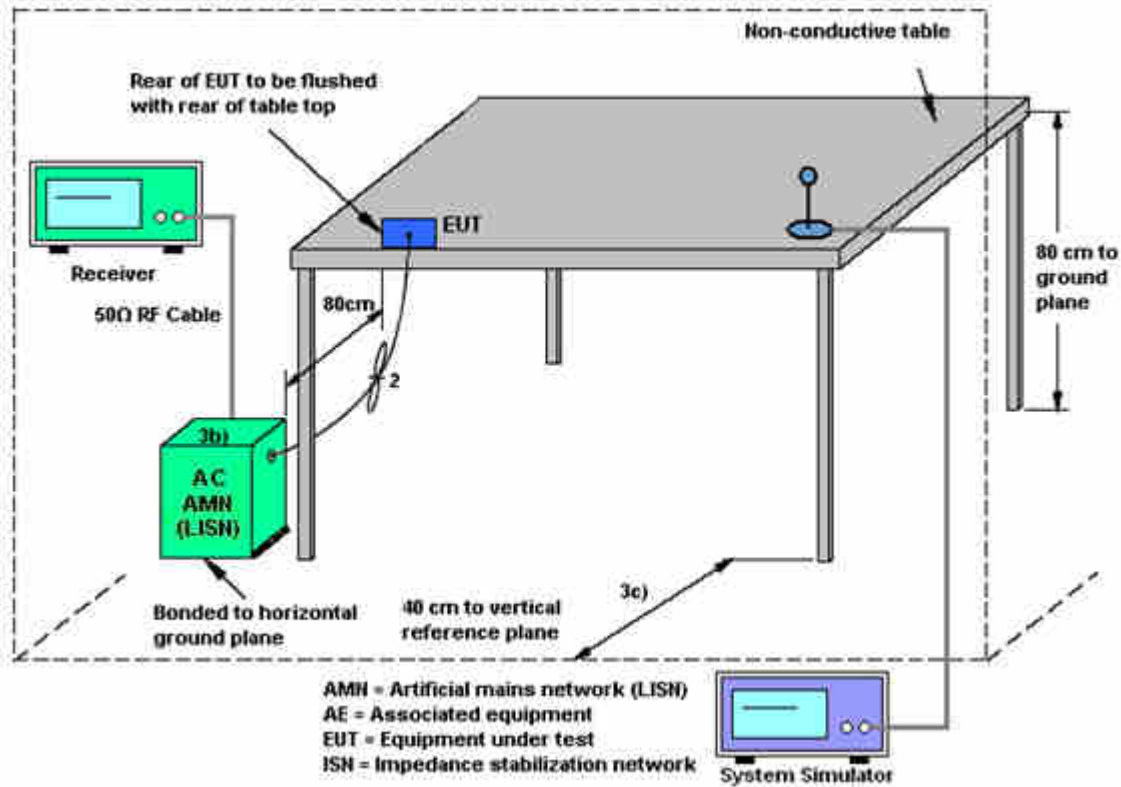 Non-conductive table
Rear of EUT to be flushed
with rear of table top
EUT
Receiver
80cm
80 cm to
ground
plane
50Ω RF Cable
2
3b)
AC
AMN
(LISN)
3c)
Bonded to horizontal
ground plane
40 cm to vertical
reference plane
AMN = Artificial mains network (LISN)
AE = Associated equipment
EUT = Equipment under test
ISN = Impedance stabilization network
System Simulator